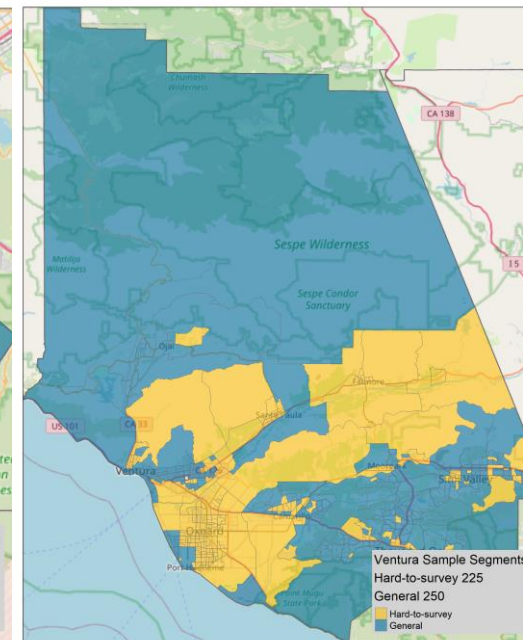 Chumash
Wilderness
CA 138
Sespe Wilderness
Matilija
Wilderness
I 5
Sespe Condor
Sanctuary
Ojai
Fillmore
US 101
CA 33
Santa Paula
Ventura
Moorpark
Simi Valley
Camarillo
Oxnard
Port Hueneme
Point Mugu
State Park
Ventura Sample Segments
Hard-to-survey 225
General 250
Hard-to-survey
General